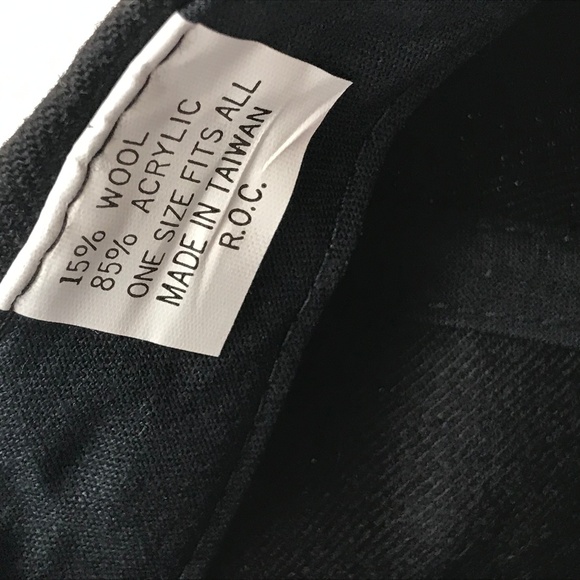 15% WOOL
85% ACRYLIC
ONE SIZE FITS ALL
MADE IN TAIWAN
R.O.C.